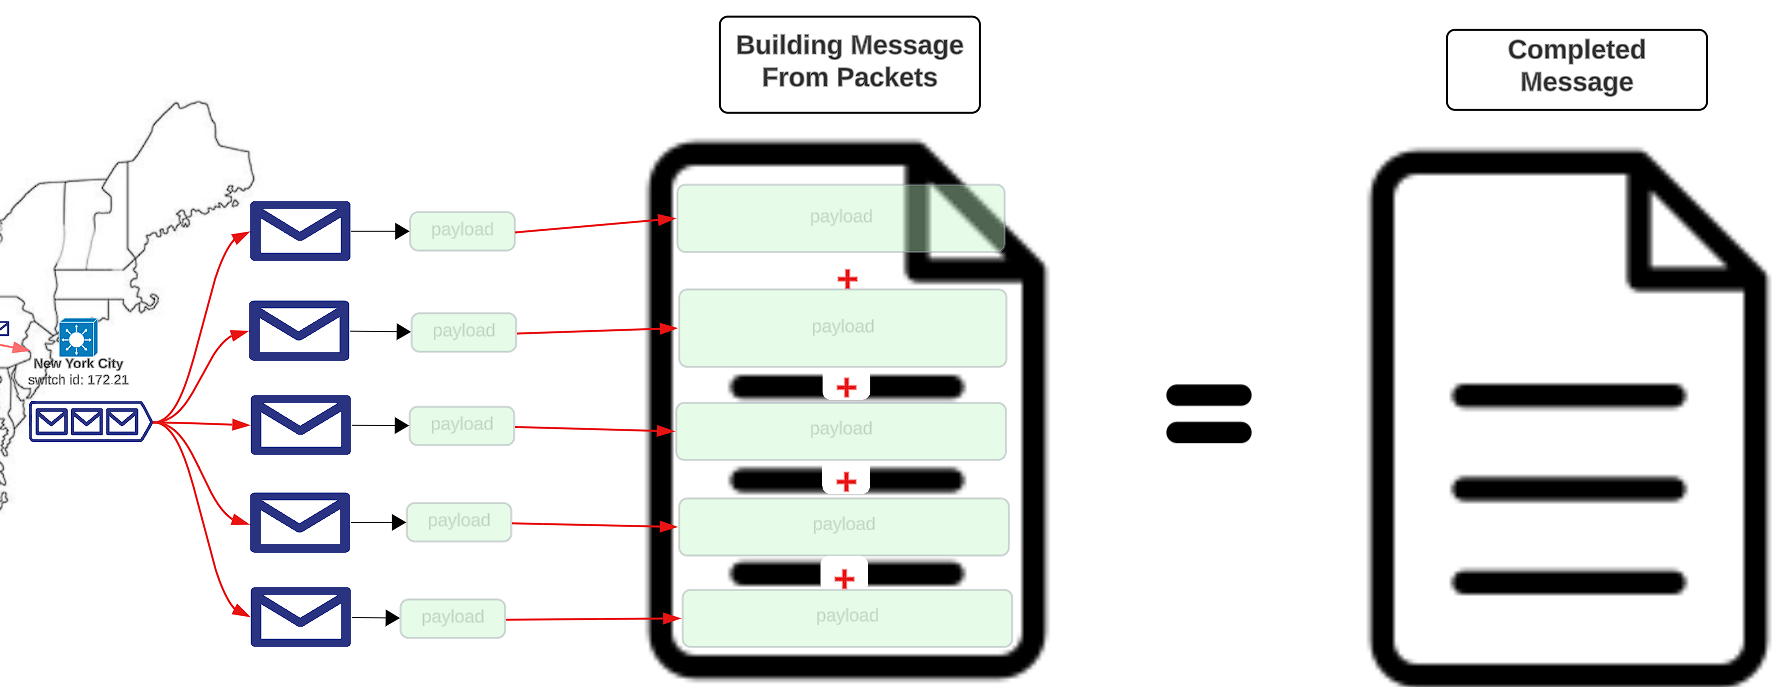 Building Message
From Packets
Completed
Message
payload
payload
payload
payload
payload
payload
payload
payload
payload
payload
+
+
+
+
=
New York City
switch id: 172.21